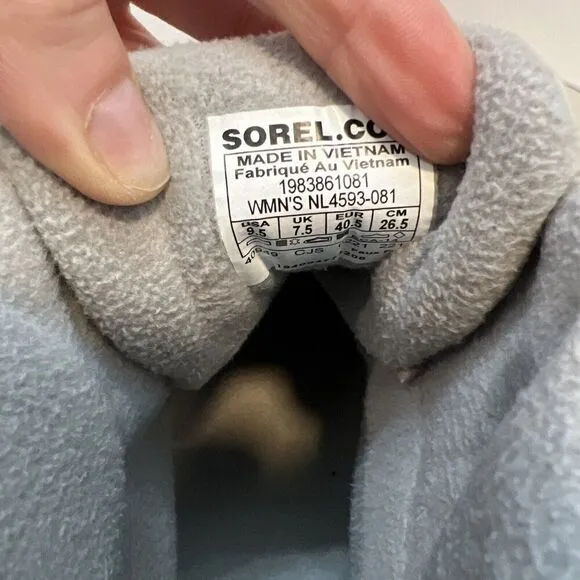 SOREL.CO
MADE IN VIETNAM
Fabriqué Au Vietnam
1983861081
WMN'S NL4593-081
USA UK EUR CM
9.5 7.5 40.5 26.5
CJS